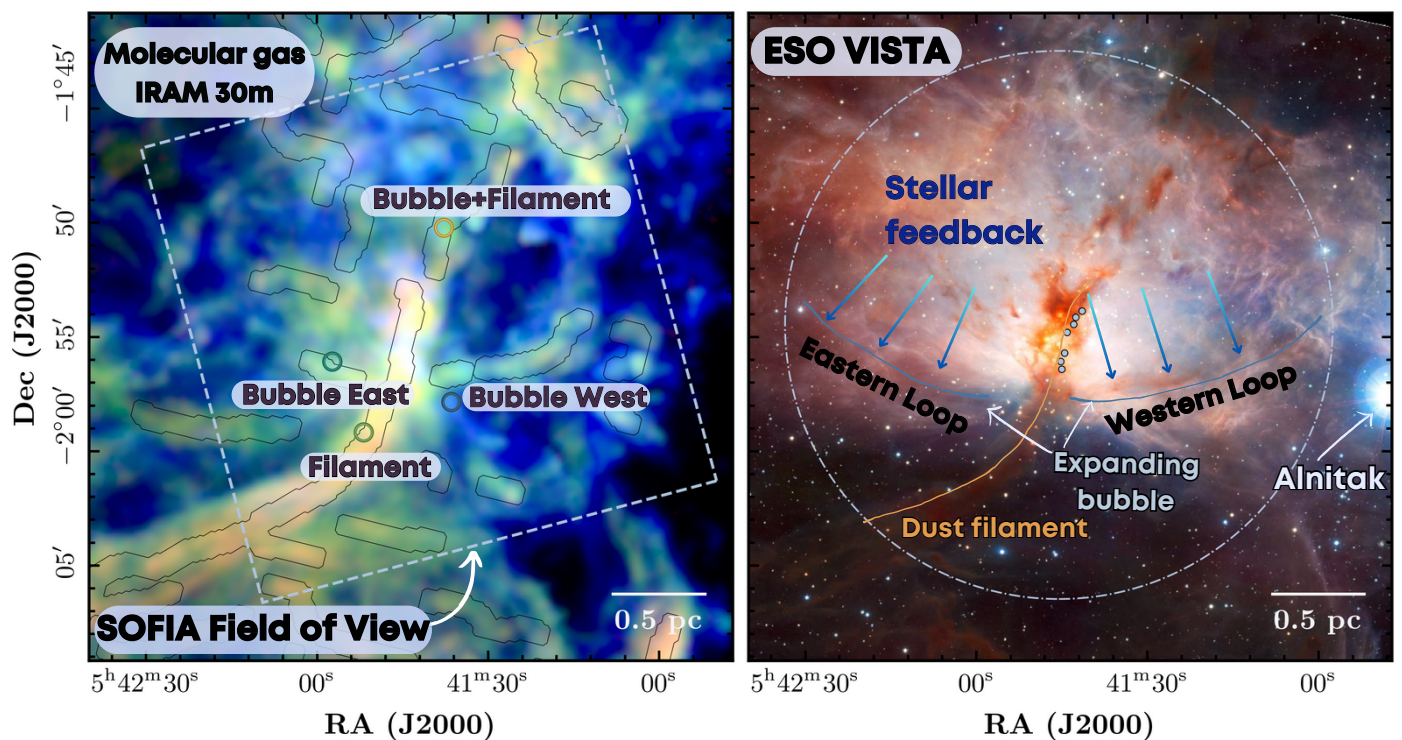 Molecular gas
IRAM 30m
Bubble+Filament
Bubble East
Bubble West
Filament
SOFIA Field of View
0.5 pc
−1°45′
50′
55′
−2°00′
05′
Dec (J2000)
5ʰ42ᵐ30ˢ
00ˢ
41ᵐ30ˢ
00ˢ
RA (J2000)
ESO VISTA
Stellar
feedback
Eastern Loop
Western Loop
Expanding
bubble
Alnitak
Dust filament
0.5 pc
5ʰ42ᵐ30ˢ
00ˢ
41ᵐ30ˢ
00ˢ
RA (J2000)